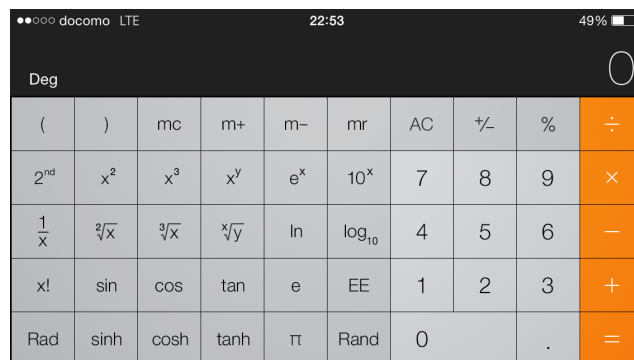 docomo LTE 22:53 49%
0
Deg
( ) mc m+ m− mr AC +/− % ÷
2ⁿᵈ x² x³ xʸ eˣ 10ˣ 7 8 9 ×
1/x ²√x ³√x ˣ√y ln log₁₀ 4 5 6 −
x! sin cos tan e EE 1 2 3 +
Rad sinh cosh tanh π Rand 0 . =